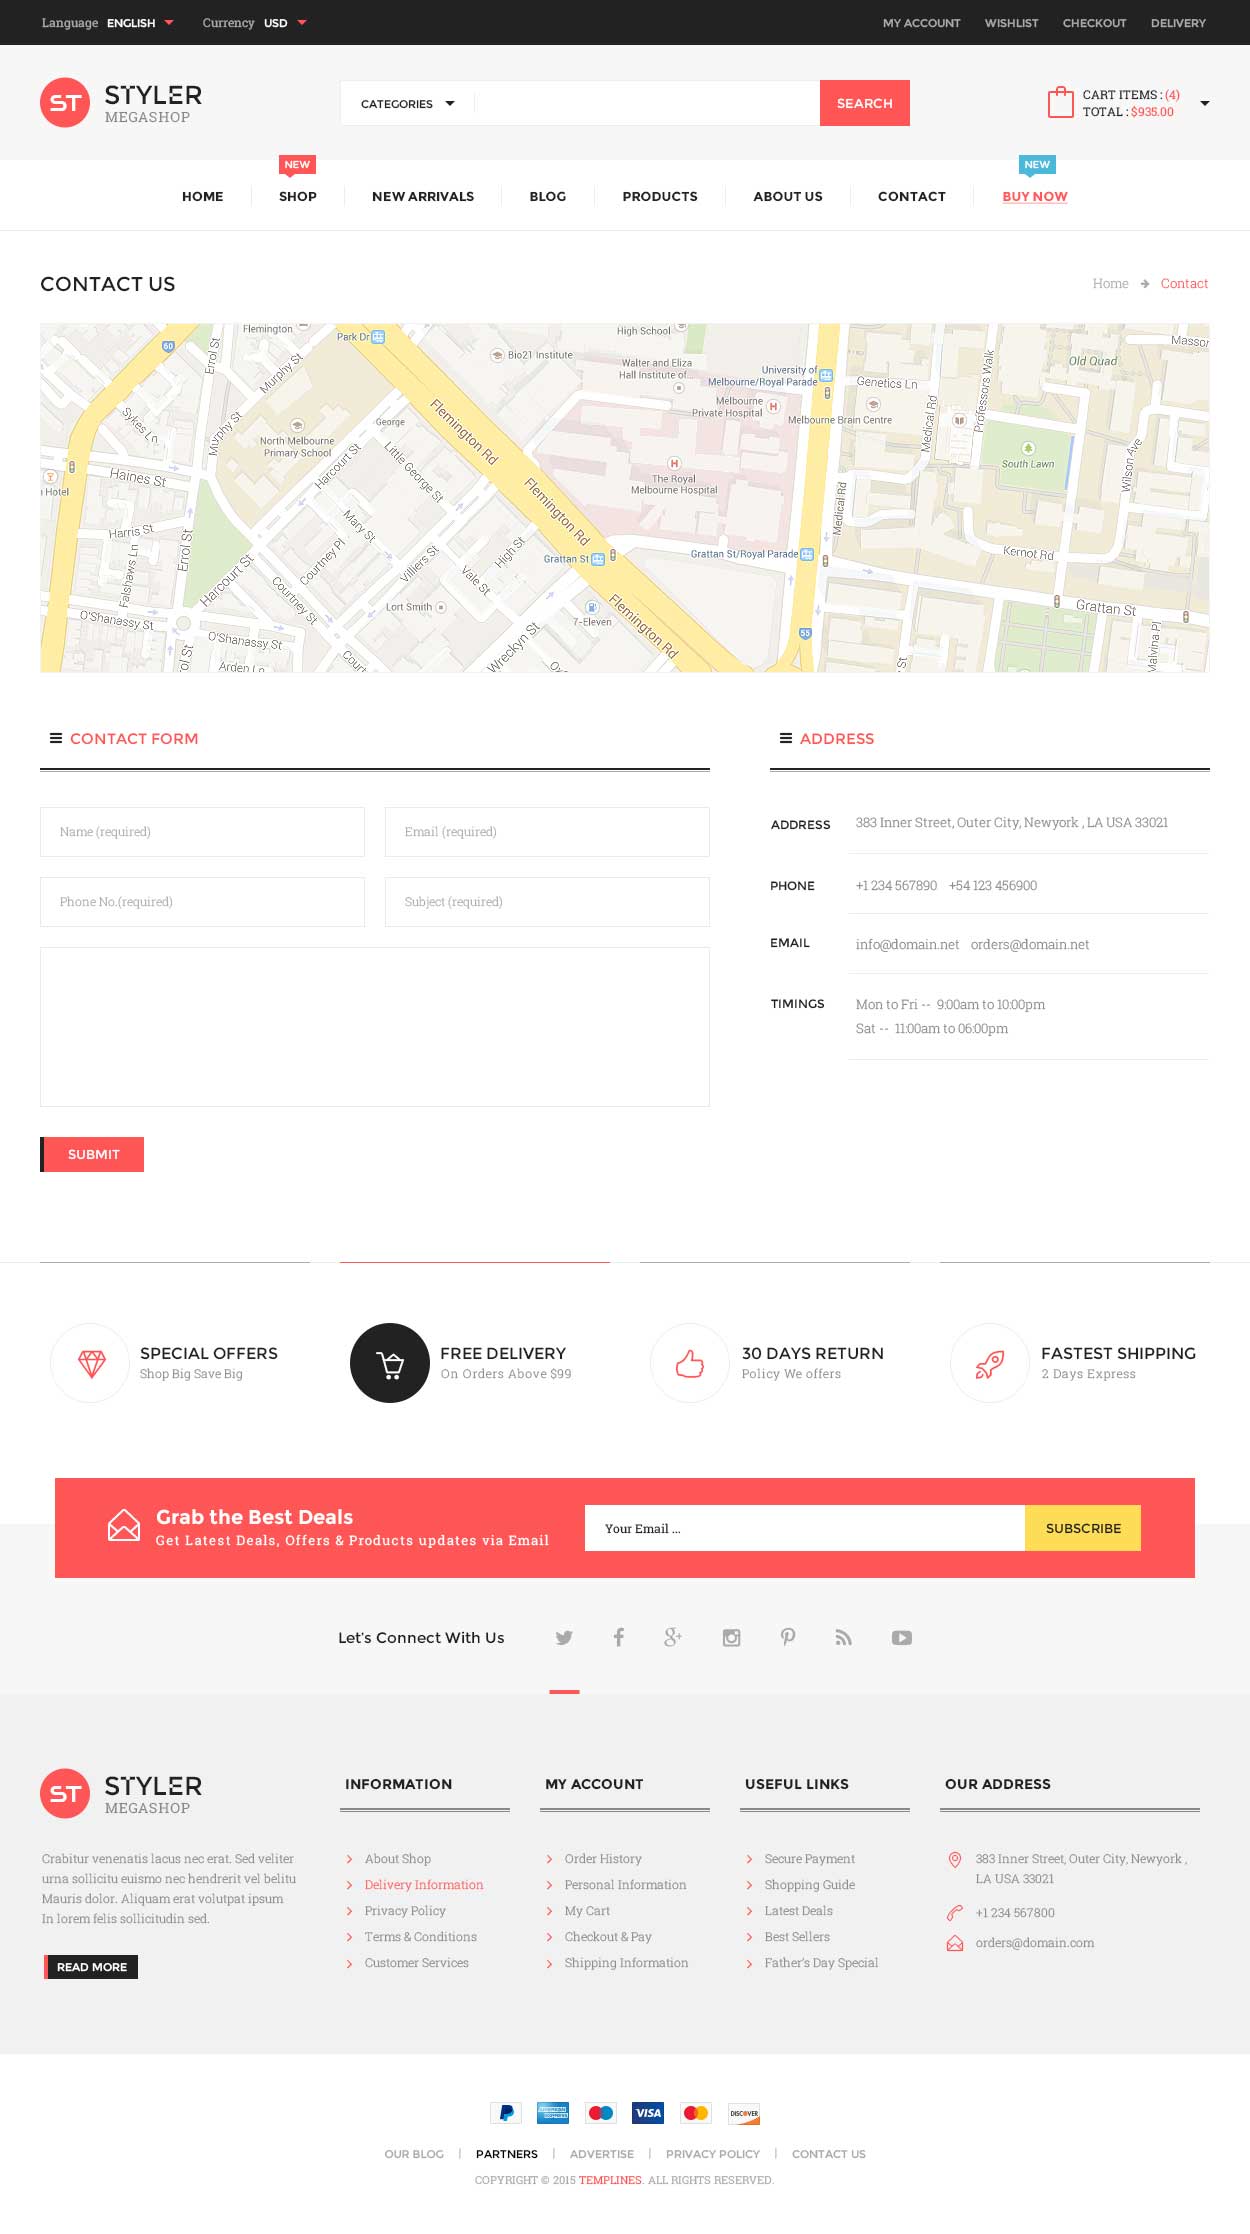 Language ENGLISH Currency USD MY ACCOUNT WISHLIST CHECKOUT DELIVERY
ST STYLER
MEGASHOP
CATEGORIES SEARCH
CART ITEMS : (4)
TOTAL : $935.00
NEW NEW
HOME SHOP NEW ARRIVALS BLOG PRODUCTS ABOUT US CONTACT BUY NOW
CONTACT US Home Contact
Flemington
Park Dr
60
Errol St
Murphy St
Bio21 Institute
High School
Walter and Eliza
Hall Institute of...
University of
Melbourne/Royal Parade
Melbourne
Private Hospital
H
Melbourne Brain Centre
Genetics Ln
Medical Rd
Professors Walk
Old Quad
Masson
Sykes Ln
Murphy St
North Melbourne
Primary School
George
Flemington Rd
Harcourt St
Little George St
H
The Royal
Melbourne Hospital
South Lawn
Wilson Ave
Hotel
Haines St
Harris St
Errol St
Mary St
Courtney Pl
Flemington Rd
High St
Villiers St
Vale St
Grattan St
Grattan St/Royal Parade
Medical Rd
Kernot Rd
Falshaws Ln
Harcourt St
Courtney St
Lort Smith
7-Eleven
Flemington Rd
Wreckyn St
55
Grattan St
Malvina Pl
O'Shanassy St
O'Shanassy St
Arden Ln
CONTACT FORM
Name (required) Email (required)
Phone No.(required) Subject (required)
SUBMIT
ADDRESS
ADDRESS 383 Inner Street, Outer City, Newyork , LA USA 33021
PHONE +1 234 567890 +54 123 456900
EMAIL info@domain.net orders@domain.net
TIMINGS Mon to Fri -- 9:00am to 10:00pm
Sat -- 11:00am to 06:00pm
SPECIAL OFFERS
Shop Big Save Big
FREE DELIVERY
On Orders Above $99
30 DAYS RETURN
Policy We offers
FASTEST SHIPPING
2 Days Express
Grab the Best Deals
Get Latest Deals, Offers & Products updates via Email
Your Email ... SUBSCRIBE
Let's Connect With Us
ST STYLER
MEGASHOP
Crabitur venenatis lacus nec erat. Sed veliter
urna sollicitu euismo nec hendrerit vel belitu
Mauris dolor. Aliquam erat volutpat ipsum
In lorem felis sollicitudin sed.
READ MORE
INFORMATION
About Shop
Delivery Information
Privacy Policy
Terms & Conditions
Customer Services
MY ACCOUNT
Order History
Personal Information
My Cart
Checkout & Pay
Shipping Information
USEFUL LINKS
Secure Payment
Shopping Guide
Latest Deals
Best Sellers
Father's Day Special
OUR ADDRESS
383 Inner Street, Outer City, Newyork ,
LA USA 33021
+1 234 567800
orders@domain.com
AMERICAN EXPRESS VISA DISCOVER
OUR BLOG | PARTNERS | ADVERTISE | PRIVACY POLICY | CONTACT US
COPYRIGHT © 2015 TEMPLINES. ALL RIGHTS RESERVED.